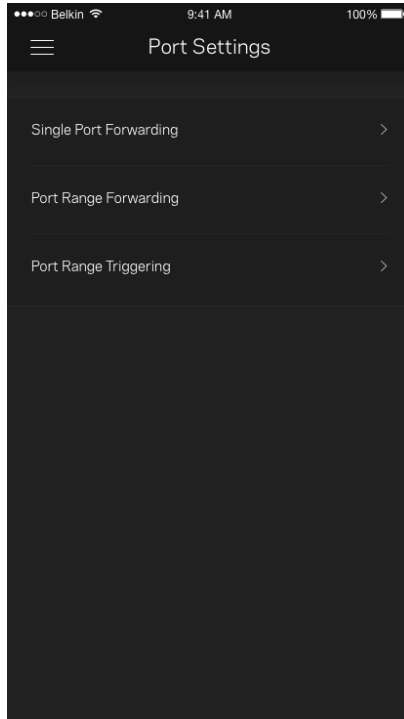 Belkin 9:41 AM 100%
Port Settings
Single Port Forwarding
Port Range Forwarding
Port Range Triggering